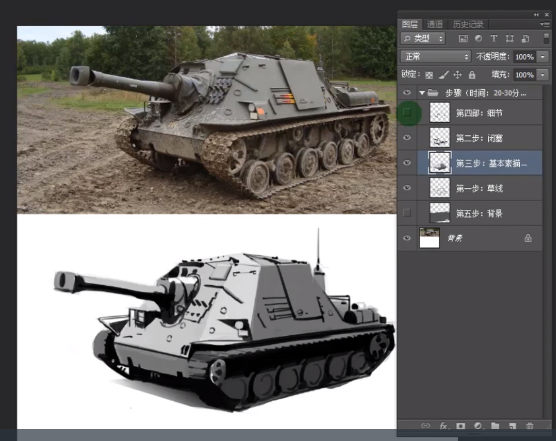 图层 通道 历史记录
类型
正常 不透明度: 100%
锁定: 填充: 100%
步骤（时间：20-30分...
第四部：细节
第二步：闭塞
第三步：基本素描...
第一步：草线
第五步：背景
背景
fx